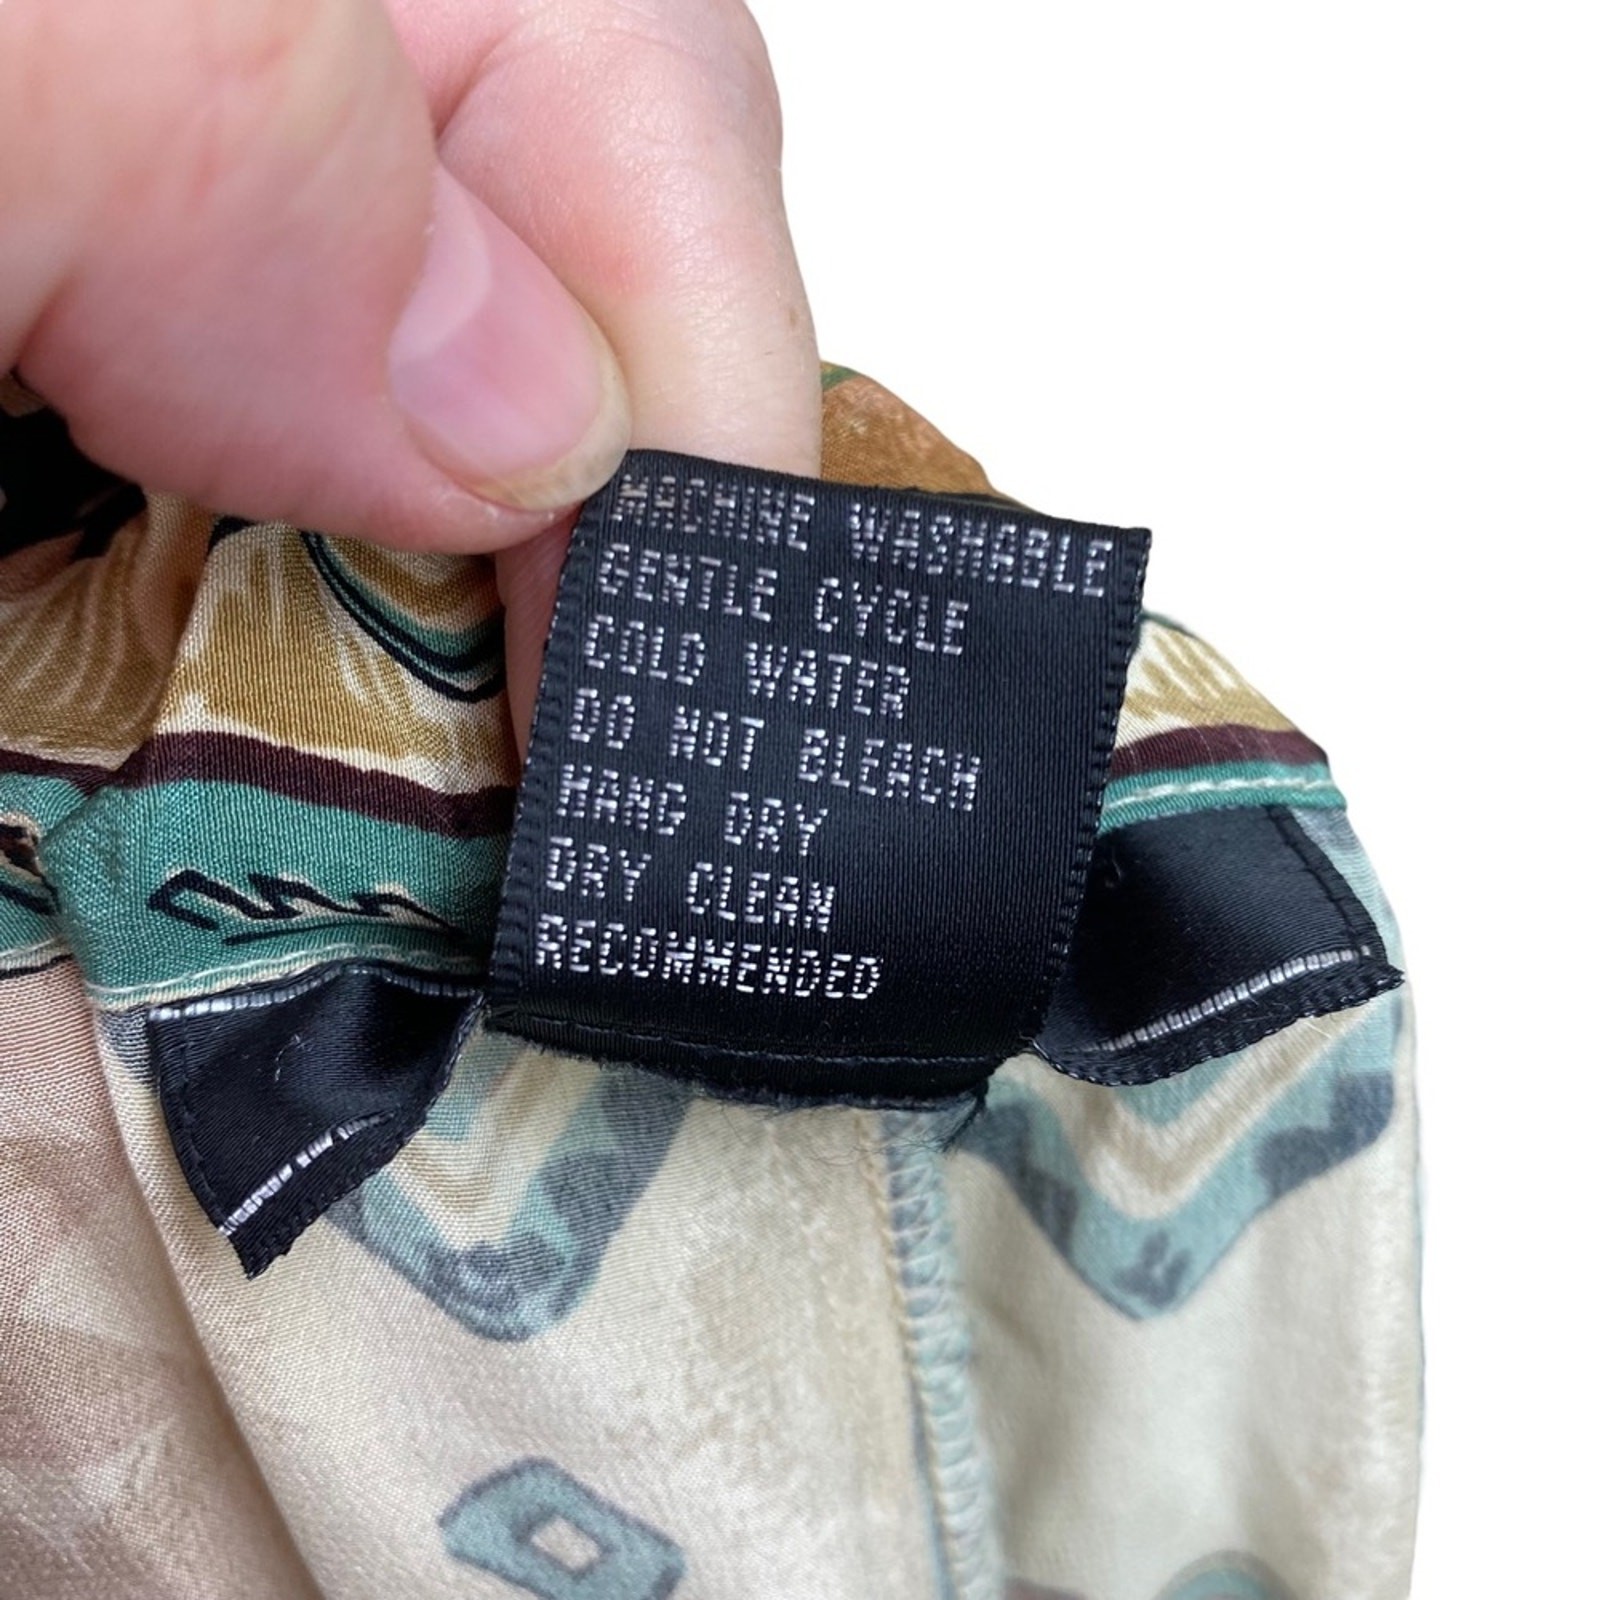 MACHINE WASHABLE
GENTLE CYCLE
COLD WATER
DO NOT BLEACH
HANG DRY
DRY CLEAN
RECOMMENDED